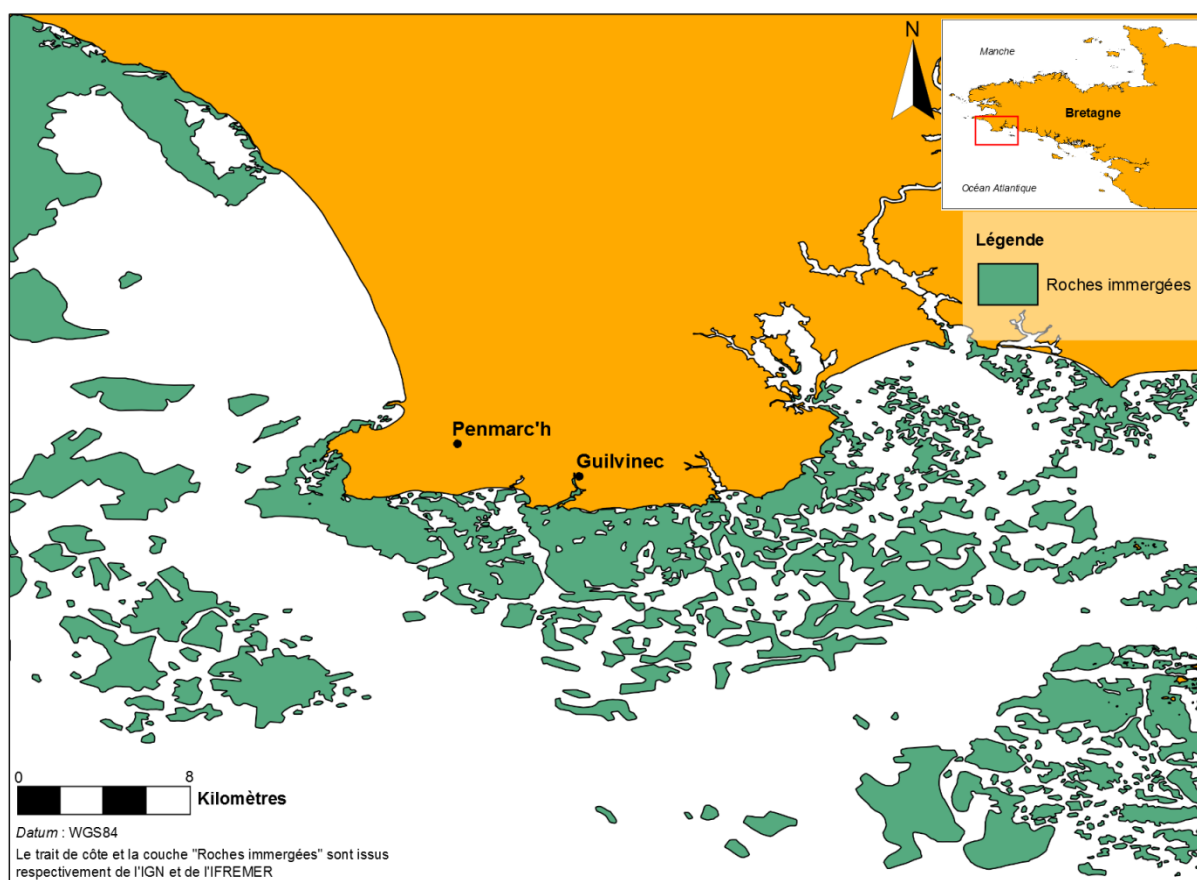 N
Manche
Bretagne
Océan Atlantique
Légende
Roches immergées
Penmarc'h
Guilvinec
0 8
Kilomètres
Datum : WGS84
Le trait de côte et la couche "Roches immergées" sont issus
respectivement de l'IGN et de l'IFREMER